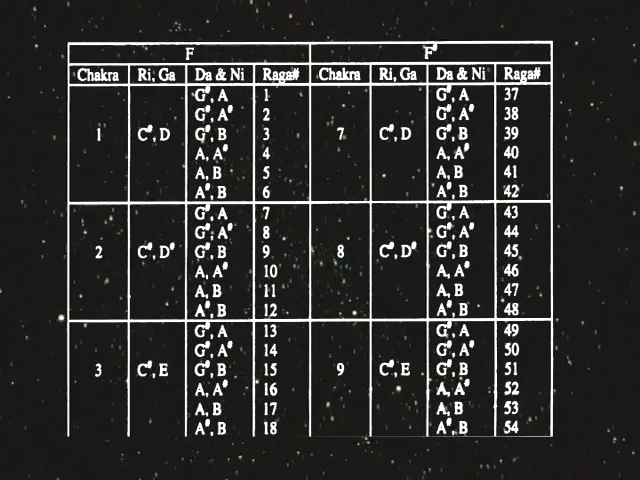 F F#
Chakra Ri, Ga Da & Ni Raga# Chakra Ri, Ga Da & Ni Raga#
G#, A 1 G#, A 37
G#, A# 2 G#, A# 38
1 C#, D G#, B 3 7 C#, D G#, B 39
A, A# 4 A, A# 40
A, B 5 A, B 41
A#, B 6 A#, B 42
G#, A 7 G#, A 43
G#, A# 8 G#, A# 44
2 C#, D# G#, B 9 8 C#, D# G#, B 45
A, A# 10 A, A# 46
A, B 11 A, B 47
A#, B 12 A#, B 48
G#, A 13 G#, A 49
G#, A# 14 G#, A# 50
3 C#, E G#, B 15 9 C#, E G#, B 51
A, A# 16 A, A# 52
A, B 17 A, B 53
A#, B 18 A#, B 54